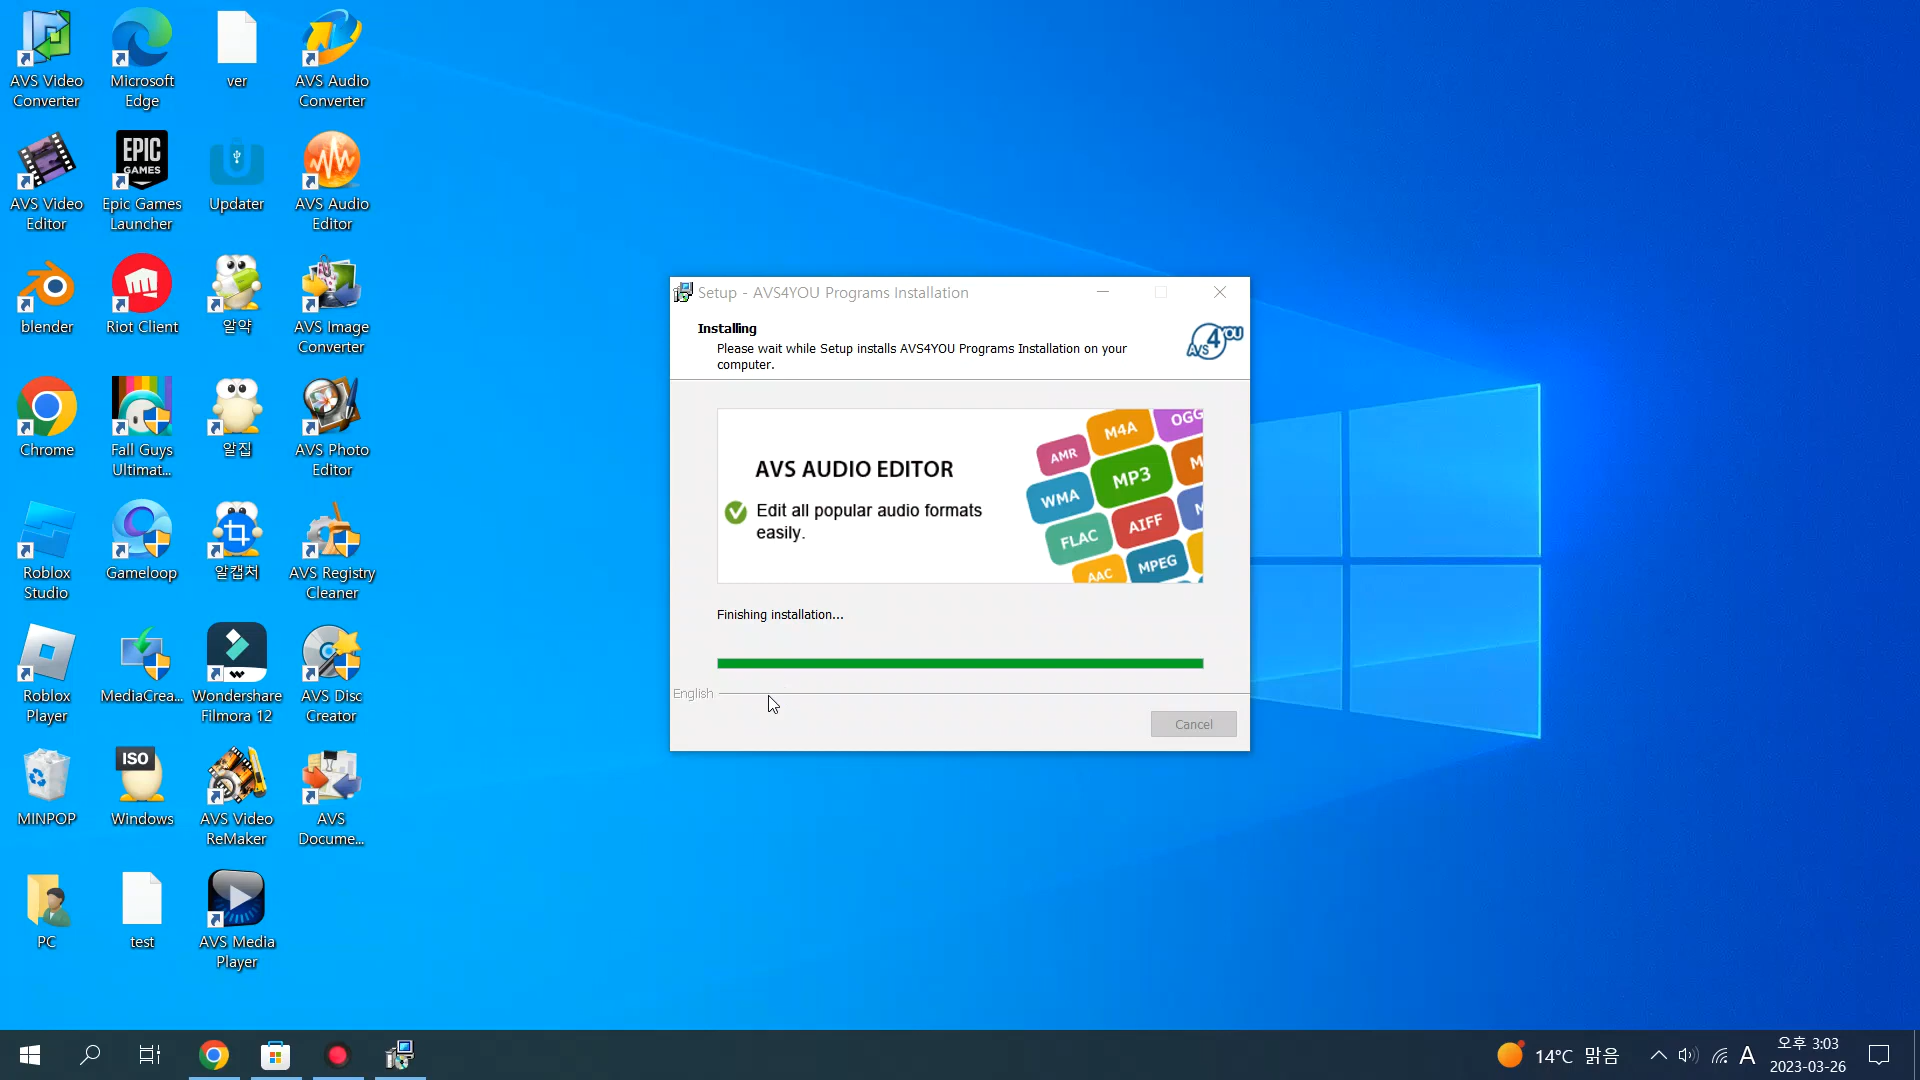 AVS Video
Converter
Microsoft
Edge
ver
AVS Audio
Converter
EPIC
GAMES
AVS Video
Editor
Epic Games
Launcher
Updater
AVS Audio
Editor
blender
Riot Client
알약
AVS Image
Converter
Chrome
Fall Guys
Ultimat...
알집
AVS Photo
Editor
Roblox
Studio
Gameloop
알캡처
AVS Registry
Cleaner
Roblox
Player
MediaCrea...
Wondershare
Filmora 12
AVS Disc
Creator
ISO
MINPOP
Windows
AVS Video
ReMaker
AVS
Docume...
PC
test
AVS Media
Player
Setup - AVS4YOU Programs Installation
Installing
Please wait while Setup installs AVS4YOU Programs Installation on your
computer.
AVS4YOU
AVS AUDIO EDITOR
Edit all popular audio formats
easily.
M4A
OGG
AMR
MP3
WMA
AIFF
FLAC
MPEG
AAC
Finishing installation...
English
Cancel
14°C 맑음
A
오후 3:03
2023-03-26